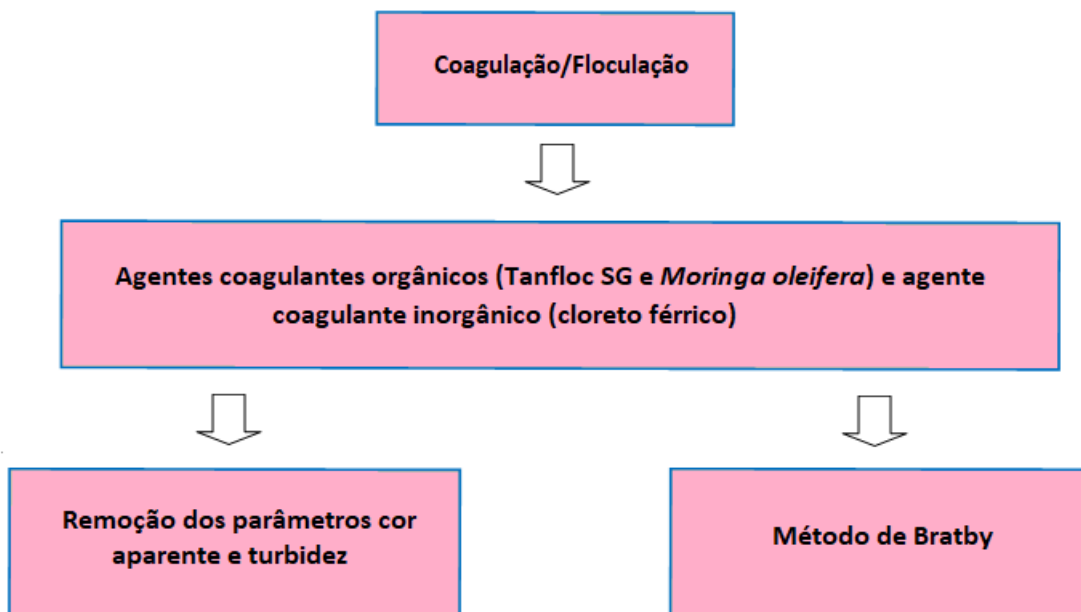 Coagulação/Floculação
Agentes coagulantes orgânicos (Tanfloc SG e Moringa oleifera) e agente
coagulante inorgânico (cloreto férrico)
Remoção dos parâmetros cor
aparente e turbidez
Método de Bratby